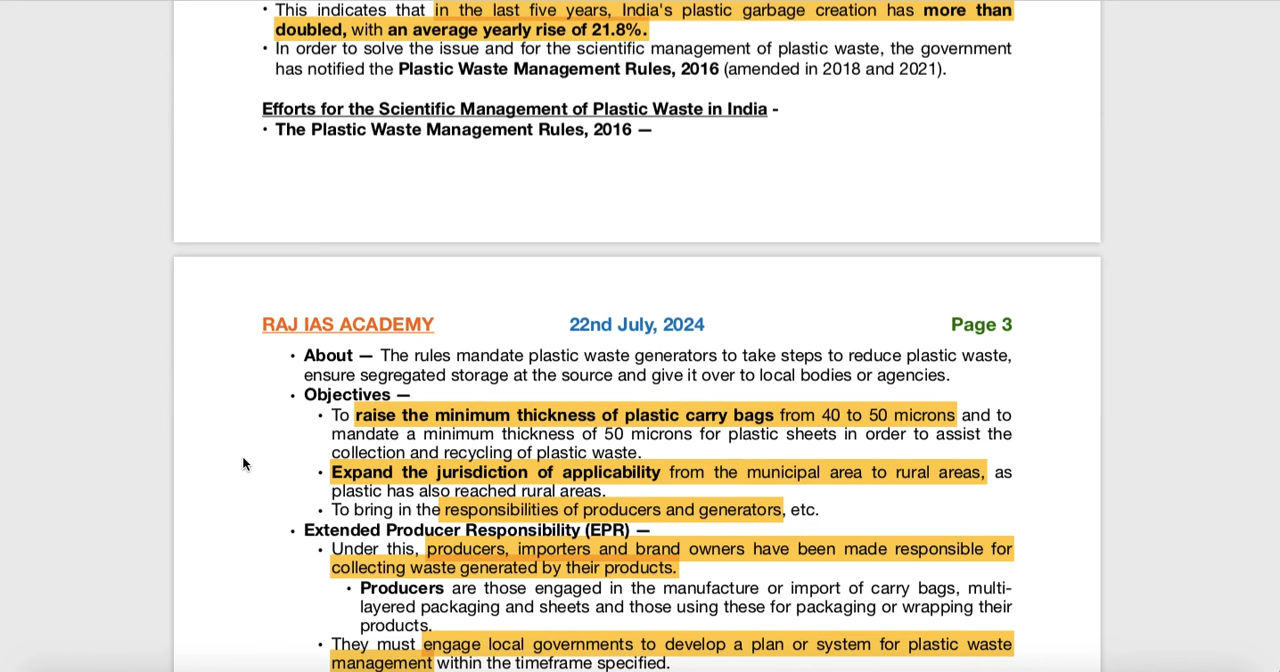 • This indicates that in the last five years, India's plastic garbage creation has more than
doubled, with an average yearly rise of 21.8%.
• In order to solve the issue and for the scientific management of plastic waste, the government
has notified the Plastic Waste Management Rules, 2016 (amended in 2018 and 2021).
Efforts for the Scientific Management of Plastic Waste in India -
• The Plastic Waste Management Rules, 2016 —
RAJ IAS ACADEMY 22nd July, 2024 Page 3
• About — The rules mandate plastic waste generators to take steps to reduce plastic waste,
ensure segregated storage at the source and give it over to local bodies or agencies.
• Objectives —
• To raise the minimum thickness of plastic carry bags from 40 to 50 microns and to
mandate a minimum thickness of 50 microns for plastic sheets in order to assist the
collection and recycling of plastic waste.
• Expand the jurisdiction of applicability from the municipal area to rural areas, as
plastic has also reached rural areas.
• To bring in the responsibilities of producers and generators, etc.
• Extended Producer Responsibility (EPR) —
• Under this, producers, importers and brand owners have been made responsible for
collecting waste generated by their products.
• Producers are those engaged in the manufacture or import of carry bags, multi-
layered packaging and sheets and those using these for packaging or wrapping their
products.
• They must engage local governments to develop a plan or system for plastic waste
management within the timeframe specified.